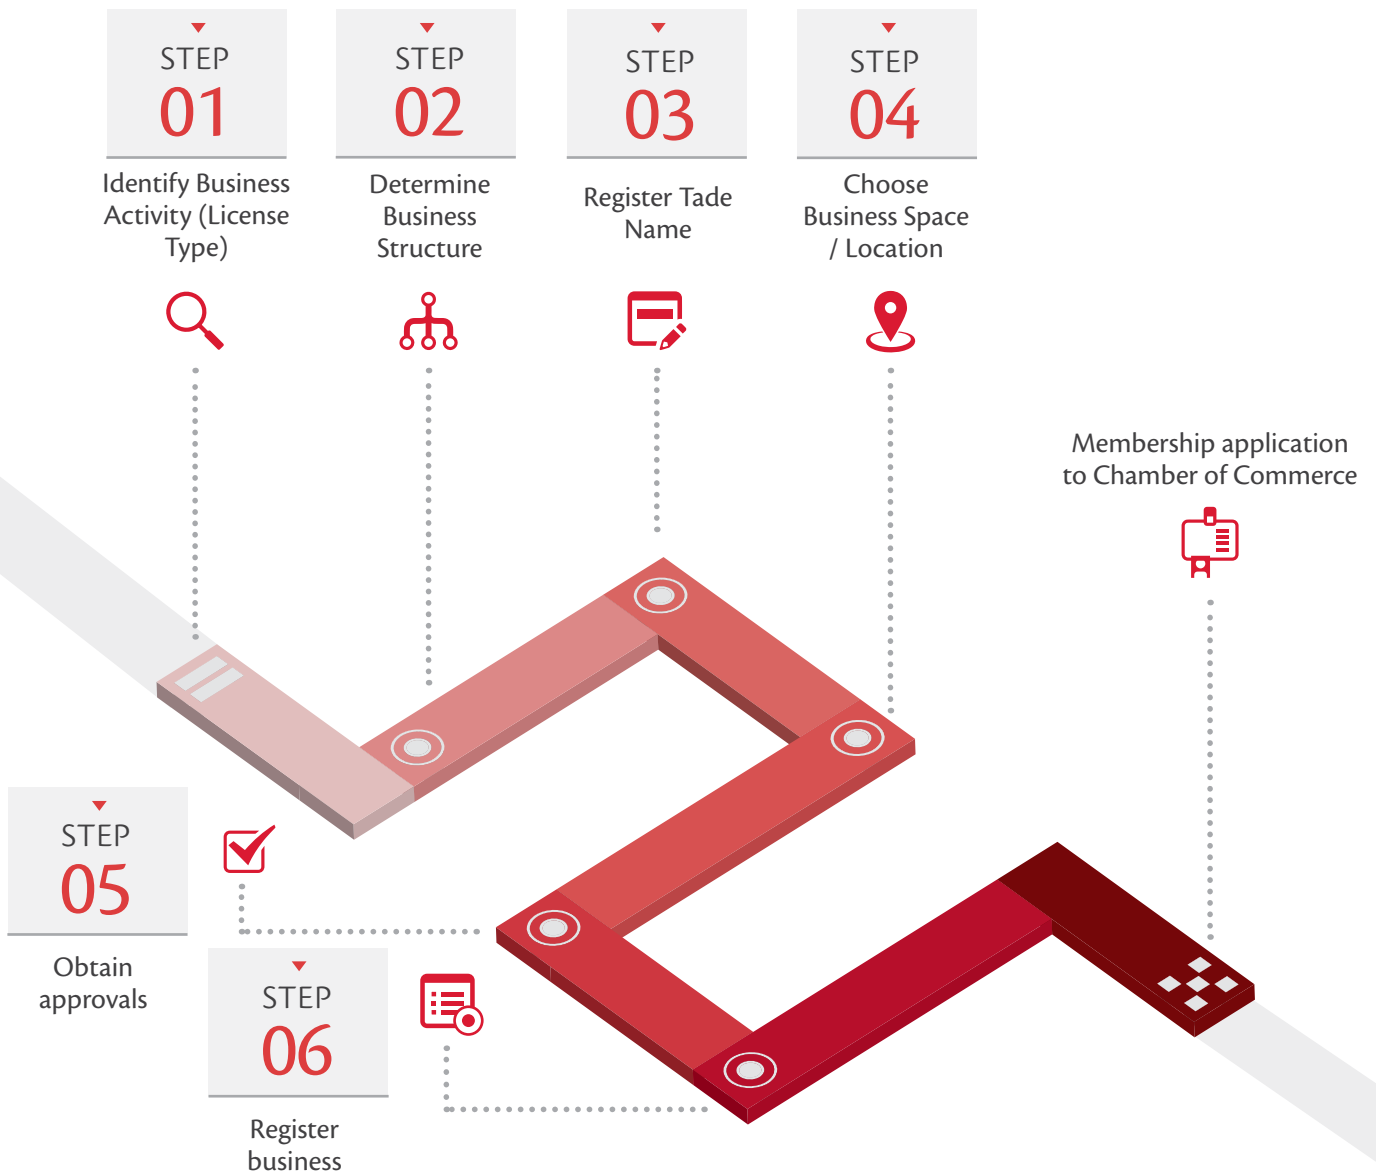 STEP
01
Identify Business
Activity (License
Type)
STEP
02
Determine
Business
Structure
STEP
03
Register Tade
Name
STEP
04
Choose
Business Space
/ Location
Membership application
to Chamber of Commerce
STEP
05
Obtain
approvals
STEP
06
Register
business